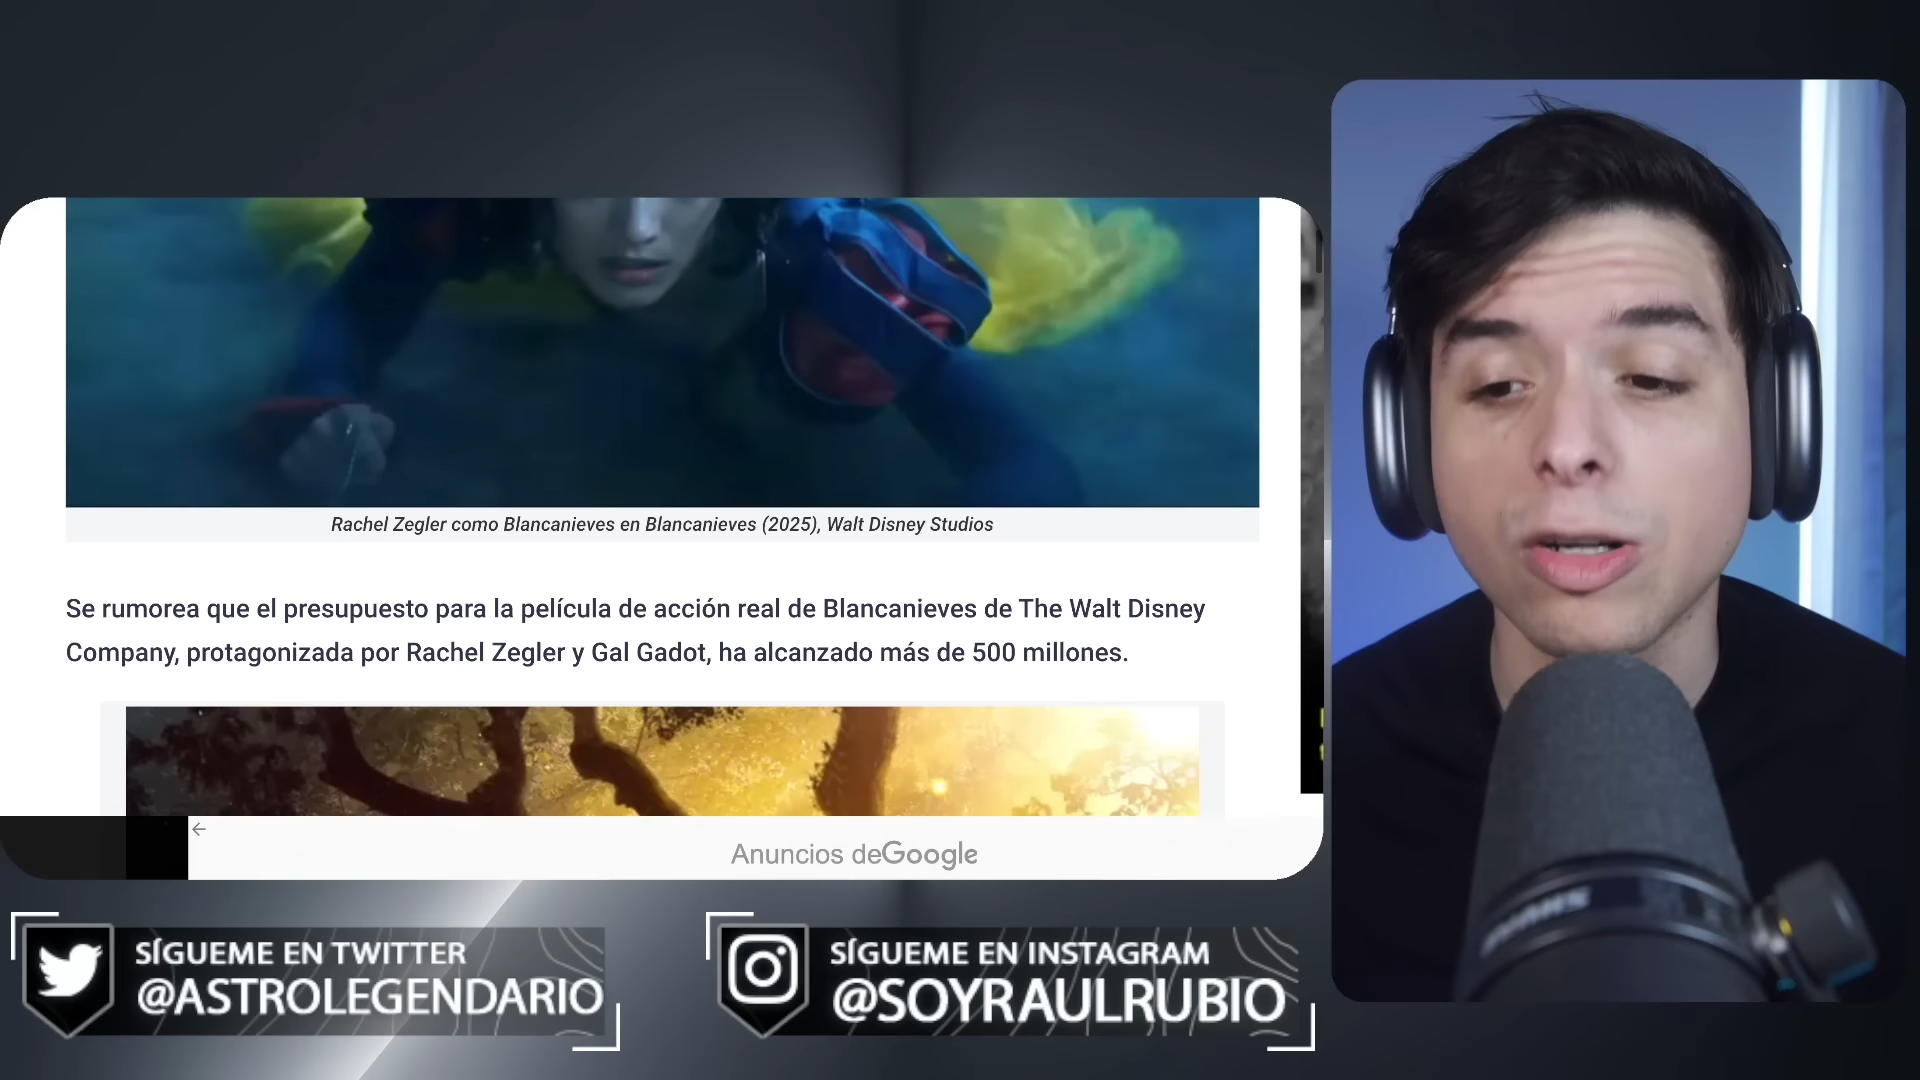 Rachel Zegler como Blancanieves en Blancanieves (2025), Walt Disney Studios
Se rumorea que el presupuesto para la película de acción real de Blancanieves de The Walt Disney
Company, protagonizada por Rachel Zegler y Gal Gadot, ha alcanzado más de 500 millones.
Anuncios deGoogle
SÍGUEME EN TWITTER
@ASTROLEGENDARIO
SÍGUEME EN INSTAGRAM
@SOYRAULRUBIO